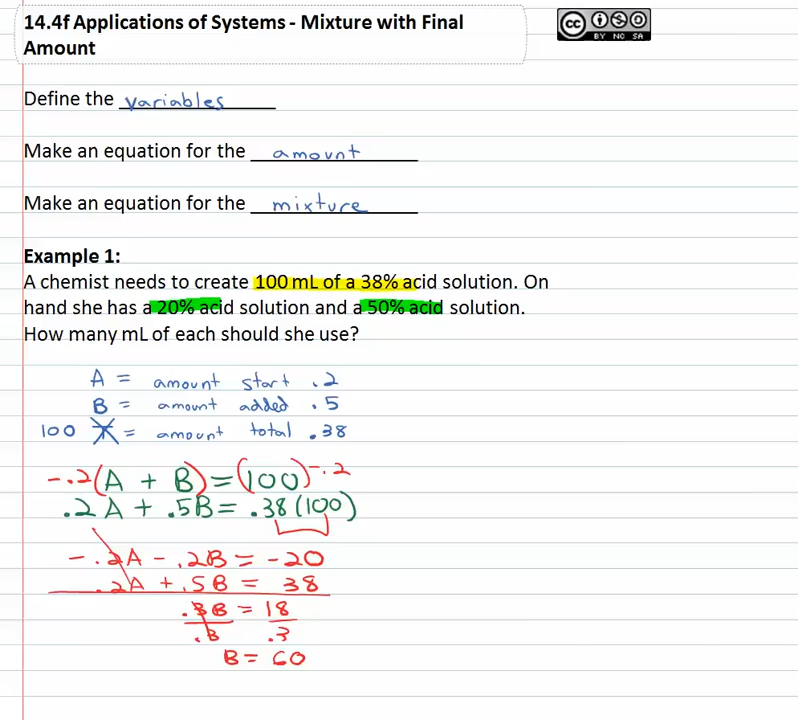 14.4f Applications of Systems - Mixture with Final
Amount
cc BY NC SA
Define the variables
Make an equation for the amount
Make an equation for the mixture
Example 1:
A chemist needs to create 100 mL of a 38% acid solution. On
hand she has a 20% acid solution and a 50% acid solution.
How many mL of each should she use?
A = amount start .2
B = amount added .5
100 X = amount total .38
-.2(A + B) = (100) -.2
.2A + .5B = .38(100)
-.2A - .2B = -20
.2A + .5B = 38
.3B = 18
.3 .3
B = 60